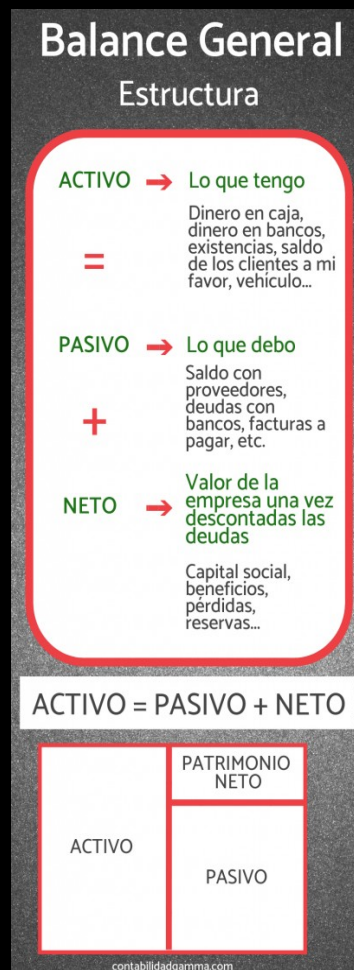 Balance General
Estructura
ACTIVO → Lo que tengo
Dinero en caja,
dinero en bancos,
existencias, saldo
de los clientes a mi
favor, vehículo...
=
PASIVO → Lo que debo
Saldo con
proveedores,
deudas con
bancos, facturas a
pagar, etc.
+
NETO → Valor de la
empresa una vez
descontadas las
deudas
Capital social,
beneficios,
pérdidas,
reservas...
ACTIVO = PASIVO + NETO
ACTIVO
PATRIMONIO
NETO
PASIVO
contabilidadgamma.com